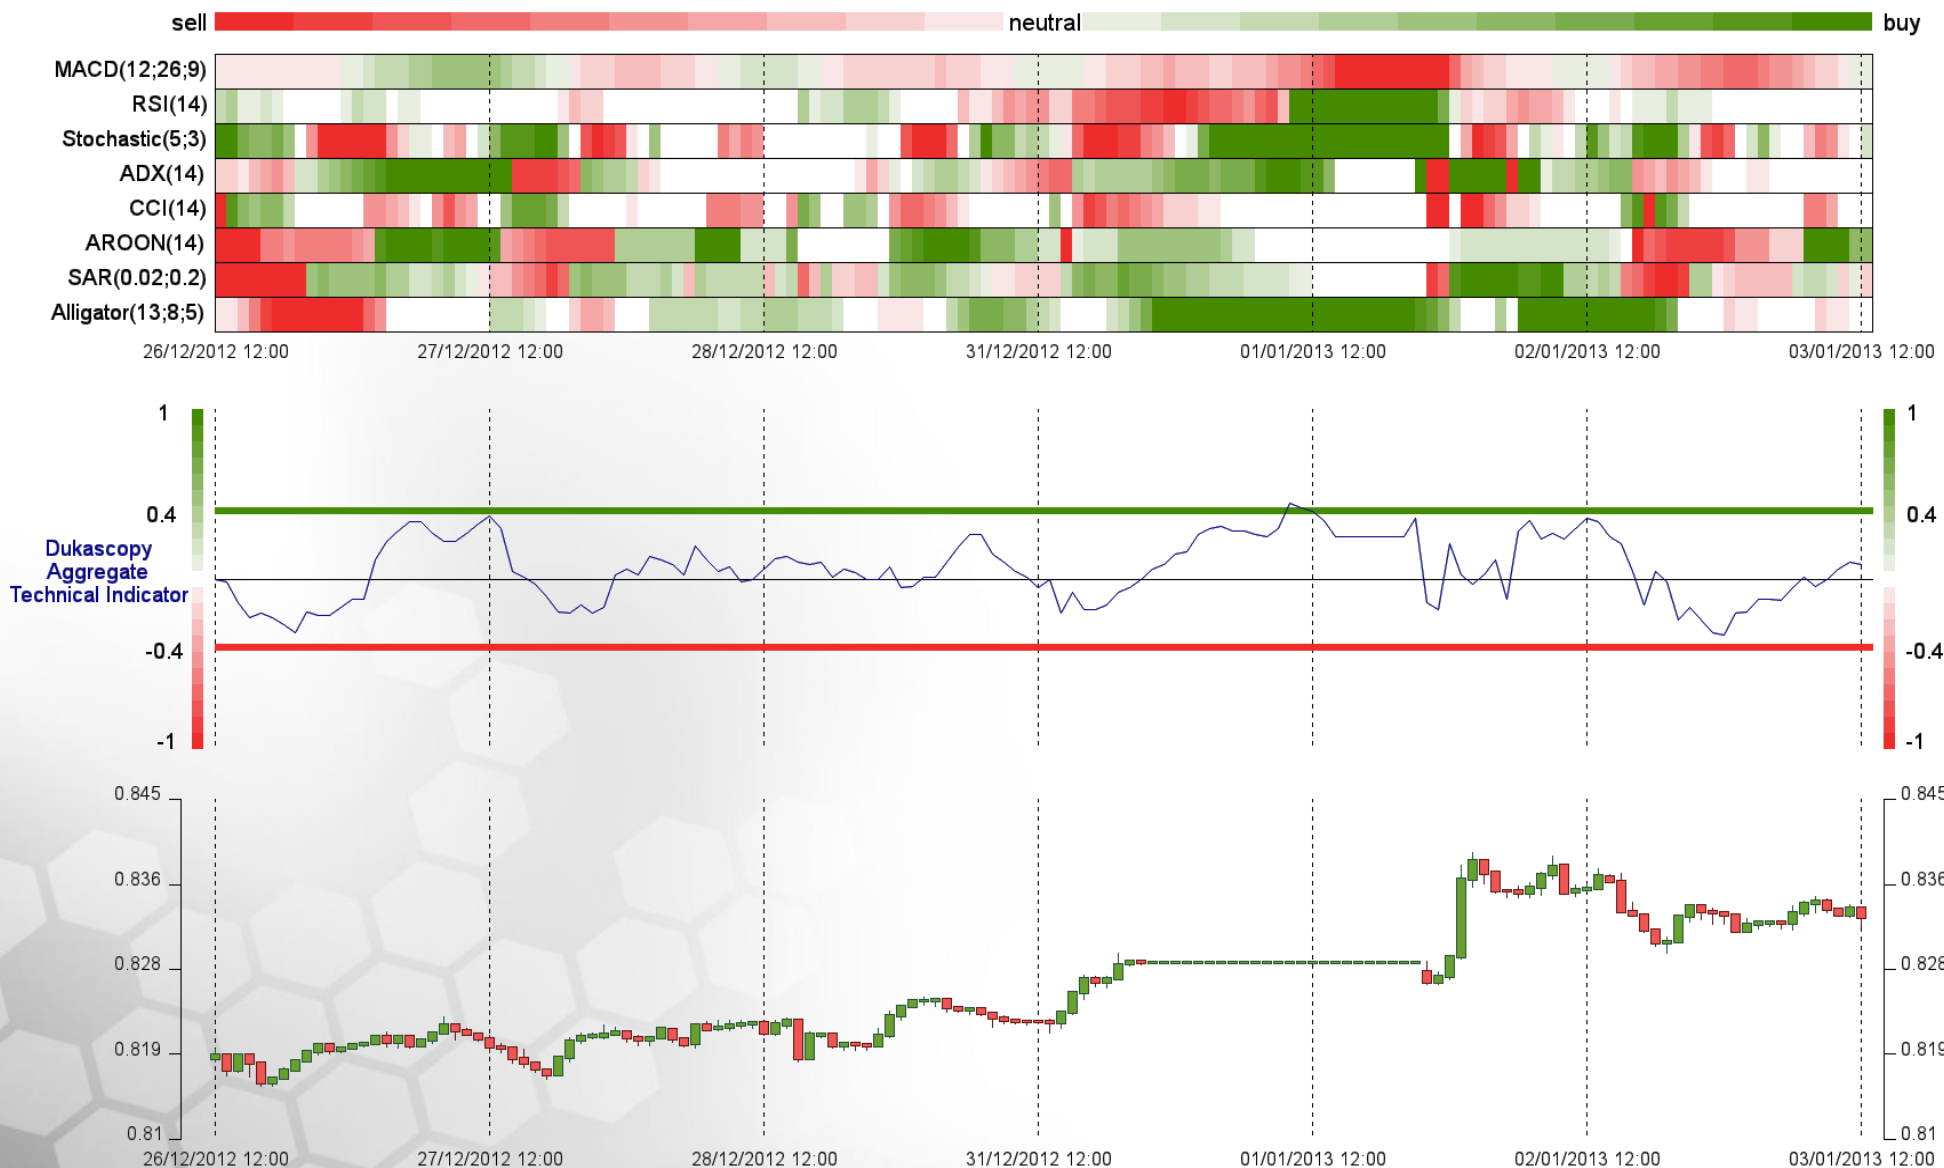 sell neutral buy
MACD(12;26;9)
RSI(14)
Stochastic(5;3)
ADX(14)
CCI(14)
AROON(14)
SAR(0.02;0.2)
Alligator(13;8;5)
26/12/2012 12:00 27/12/2012 12:00 28/12/2012 12:00 31/12/2012 12:00 01/01/2013 12:00 02/01/2013 12:00 03/01/2013 12:00
1 1
0.4 0.4
Dukascopy
Aggregate
Technical Indicator
-0.4 -0.4
-1 -1
0.845 0.845
0.836 0.836
0.828 0.828
0.819 0.819
0.81 0.81
26/12/2012 12:00 27/12/2012 12:00 28/12/2012 12:00 31/12/2012 12:00 01/01/2013 12:00 02/01/2013 12:00 03/01/2013 12:00